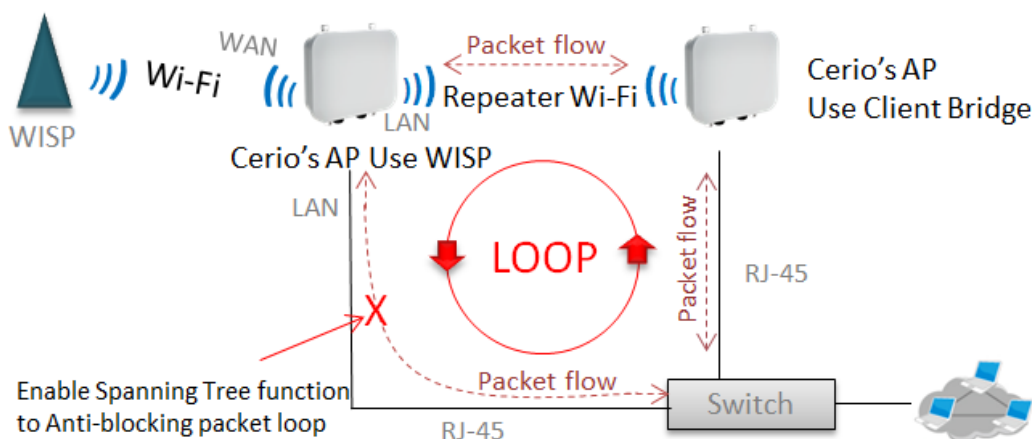 WISP
Wi-Fi
WAN
LAN
Packet flow
Repeater Wi-Fi
Cerio's AP
Use Client Bridge
Cerio's AP Use WISP
LAN
LOOP
Packet flow
RJ-45
X
Enable Spanning Tree function
to Anti-blocking packet loop
Packet flow
RJ-45
Switch